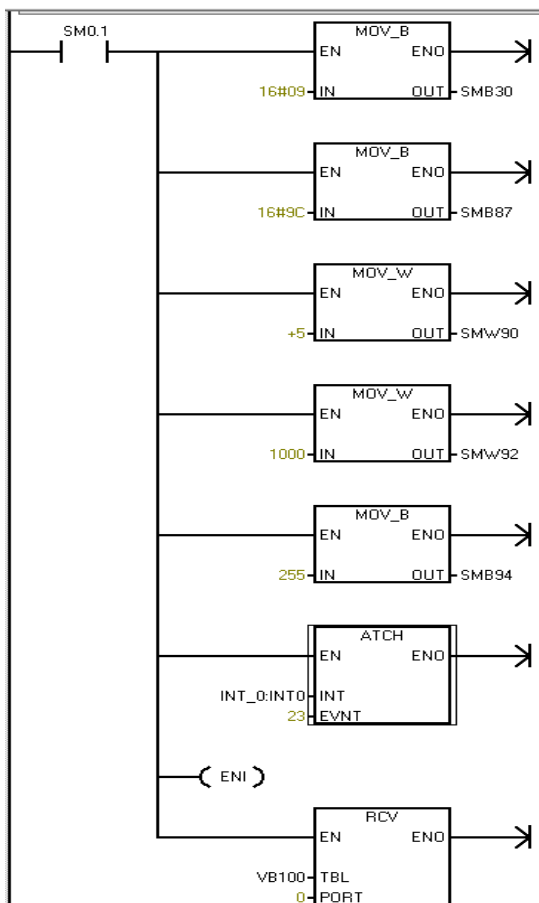 SM0.1
MOV_B
EN ENO
16#09 IN OUT SMB30
MOV_B
EN ENO
16#9C IN OUT SMB87
MOV_W
EN ENO
+5 IN OUT SMW90
MOV_W
EN ENO
1000 IN OUT SMW92
MOV_B
EN ENO
255 IN OUT SMB94
ATCH
EN ENO
INT_0:INT0 INT
23 EVNT
ENI
RCV
EN ENO
VB100 TBL
0 PORT